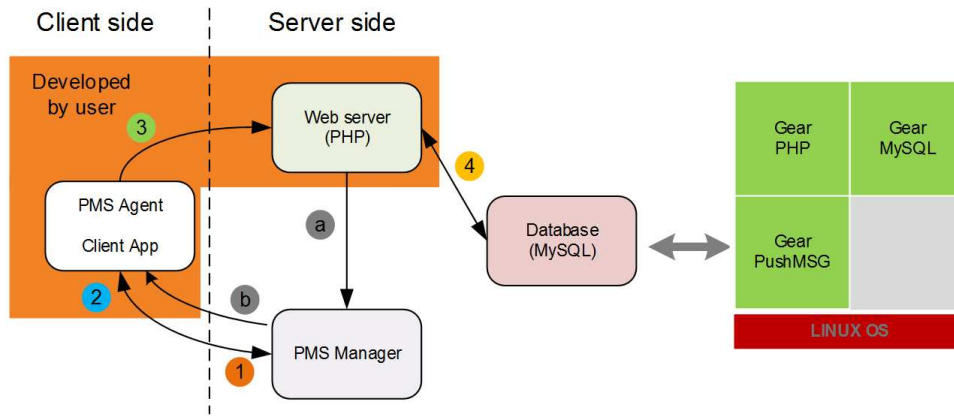 Client side
Server side
Developed
by user
3
Web server
(PHP)
4
PMS Agent
Client App
a
Database
(MySQL)
2
b
1
PMS Manager
Gear
PHP
Gear
MySQL
Gear
PushMSG
LINUX OS